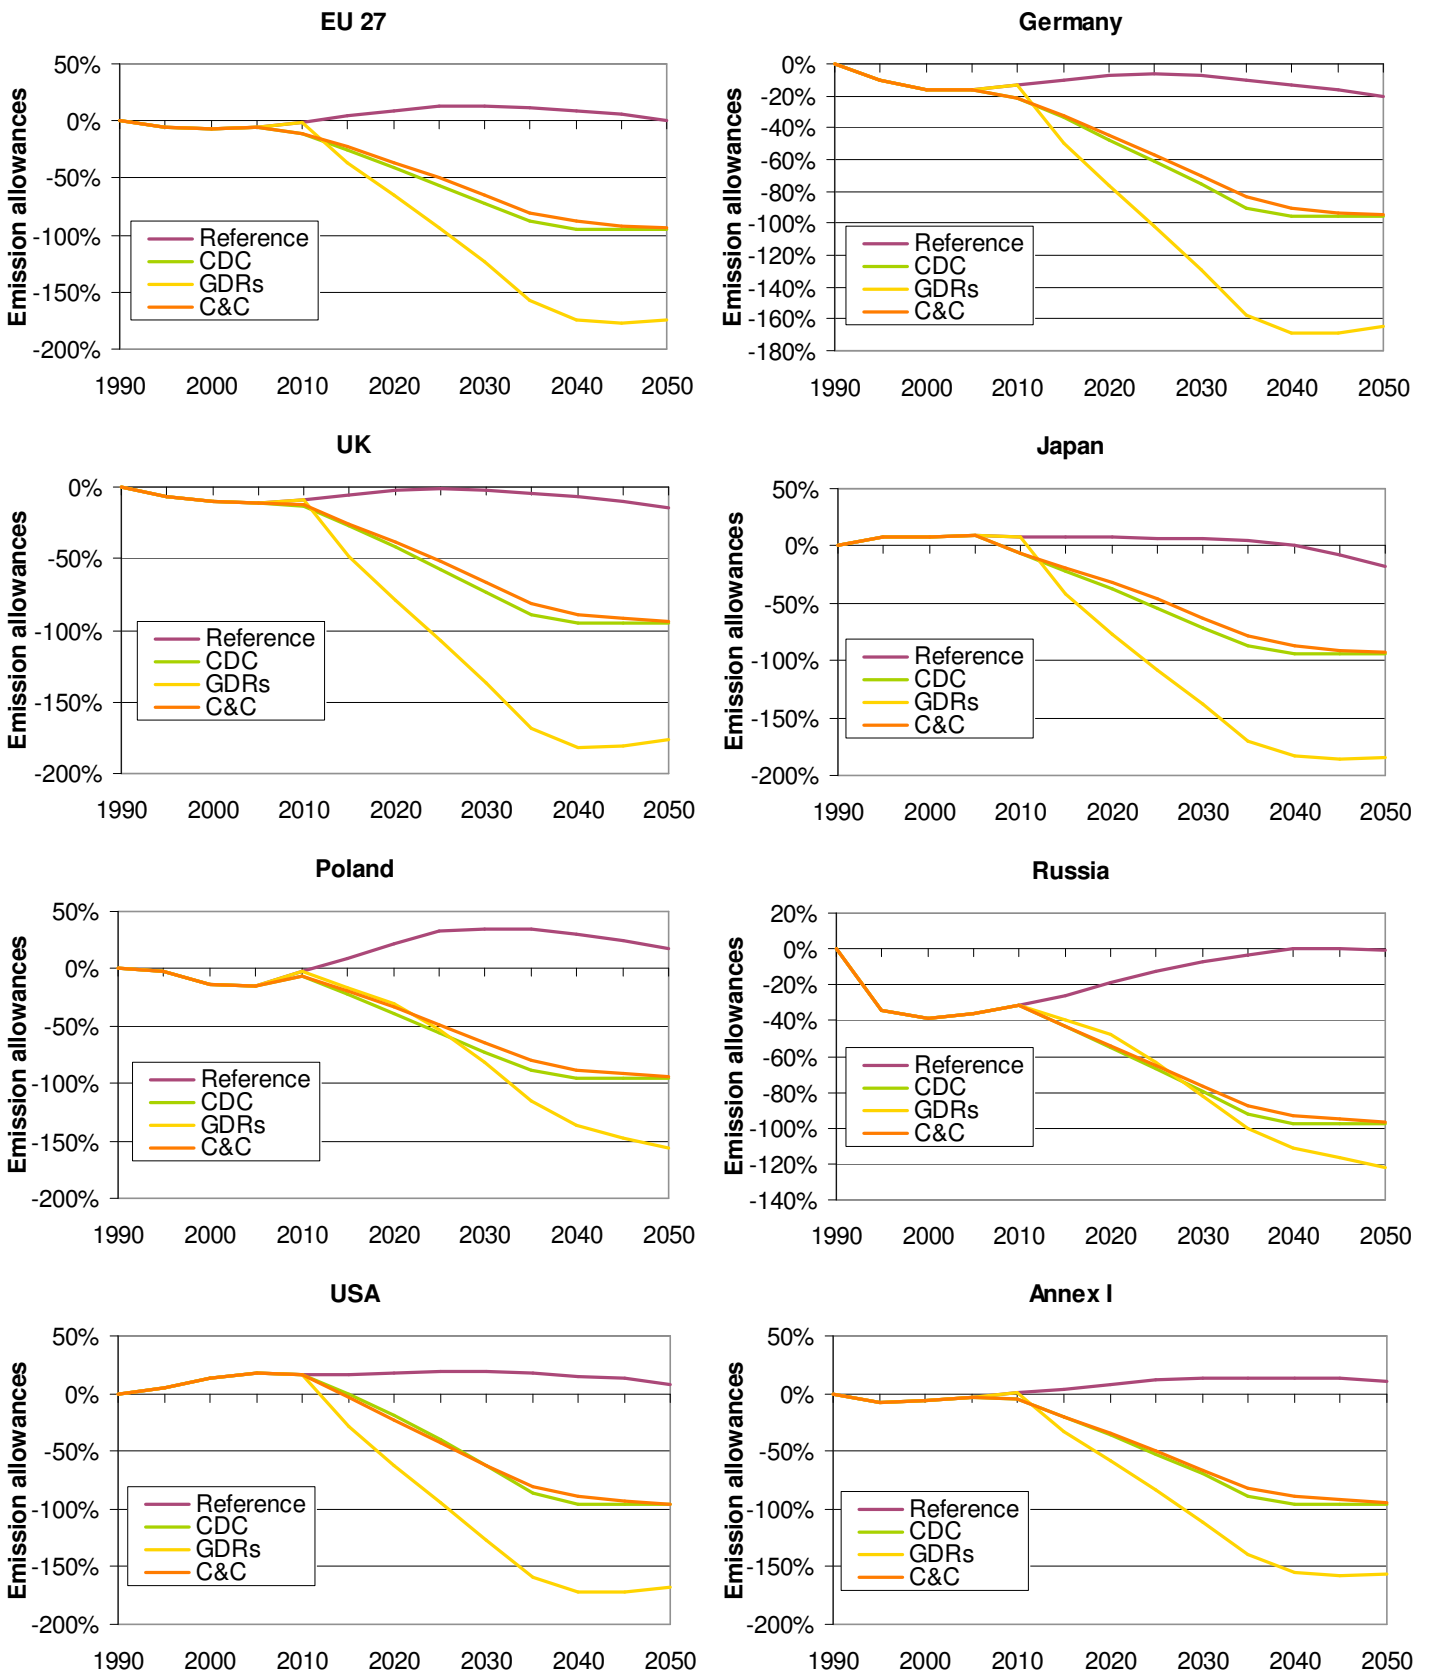 EU 27
Emission allowances
50%
0%
-50%
-100%
-150%
-200%
Reference
CDC
GDRs
C&C
1990 2000 2010 2020 2030 2040 2050
Germany
Emission allowances
0%
-20%
-40%
-60%
-80%
-100%
-120%
-140%
-160%
-180%
Reference
CDC
GDRs
C&C
1990 2000 2010 2020 2030 2040 2050
UK
Emission allowances
0%
-50%
-100%
-150%
-200%
Reference
CDC
GDRs
C&C
1990 2000 2010 2020 2030 2040 2050
Japan
Emission allowances
50%
0%
-50%
-100%
-150%
-200%
Reference
CDC
GDRs
C&C
1990 2000 2010 2020 2030 2040 2050
Poland
Emission allowances
50%
0%
-50%
-100%
-150%
-200%
Reference
CDC
GDRs
C&C
1990 2000 2010 2020 2030 2040 2050
Russia
Emission allowances
20%
0%
-20%
-40%
-60%
-80%
-100%
-120%
-140%
Reference
CDC
GDRs
C&C
1990 2000 2010 2020 2030 2040 2050
USA
Emission allowances
50%
0%
-50%
-100%
-150%
-200%
Reference
CDC
GDRs
C&C
1990 2000 2010 2020 2030 2040 2050
Annex I
Emission allowances
50%
0%
-50%
-100%
-150%
-200%
Reference
CDC
GDRs
C&C
1990 2000 2010 2020 2030 2040 2050